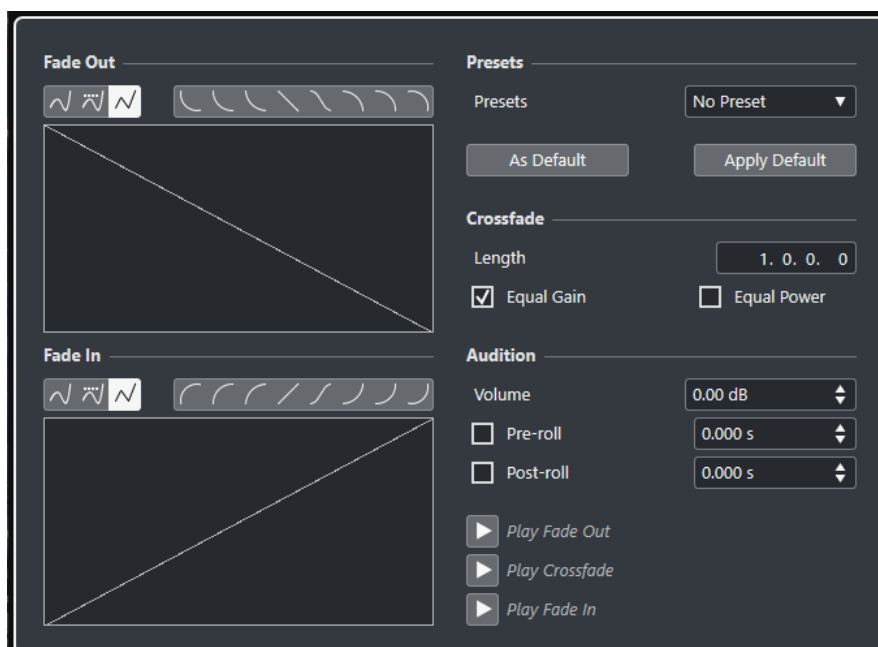 Fade Out
Presets
Presets
No Preset
As Default
Apply Default
Crossfade
Length
1. 0. 0. 0
Equal Gain
Equal Power
Fade In
Audition
Volume
0.00 dB
Pre-roll
0.000 s
Post-roll
0.000 s
Play Fade Out
Play Crossfade
Play Fade In